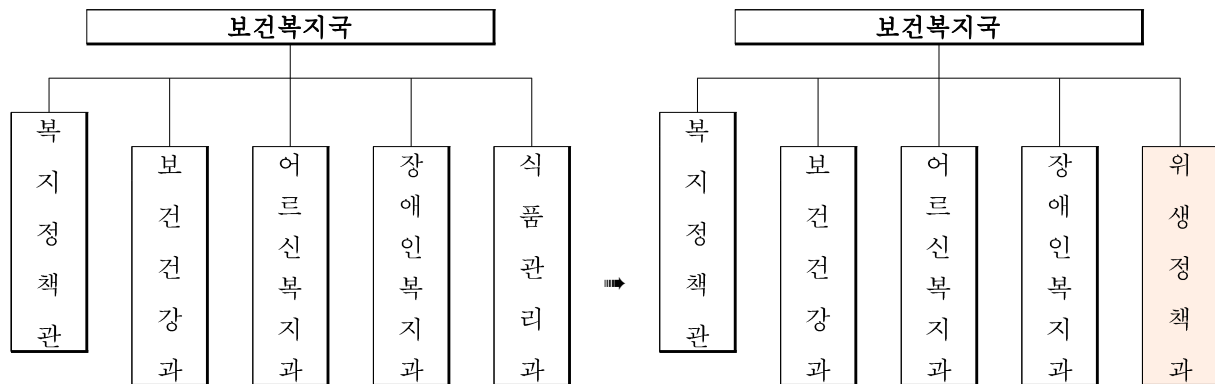 보건복지국
복지정책관
보건건강과
어르신복지과
장애인복지과
식품관리과
➠
보건복지국
복지정책관
보건건강과
어르신복지과
장애인복지과
위생정책과